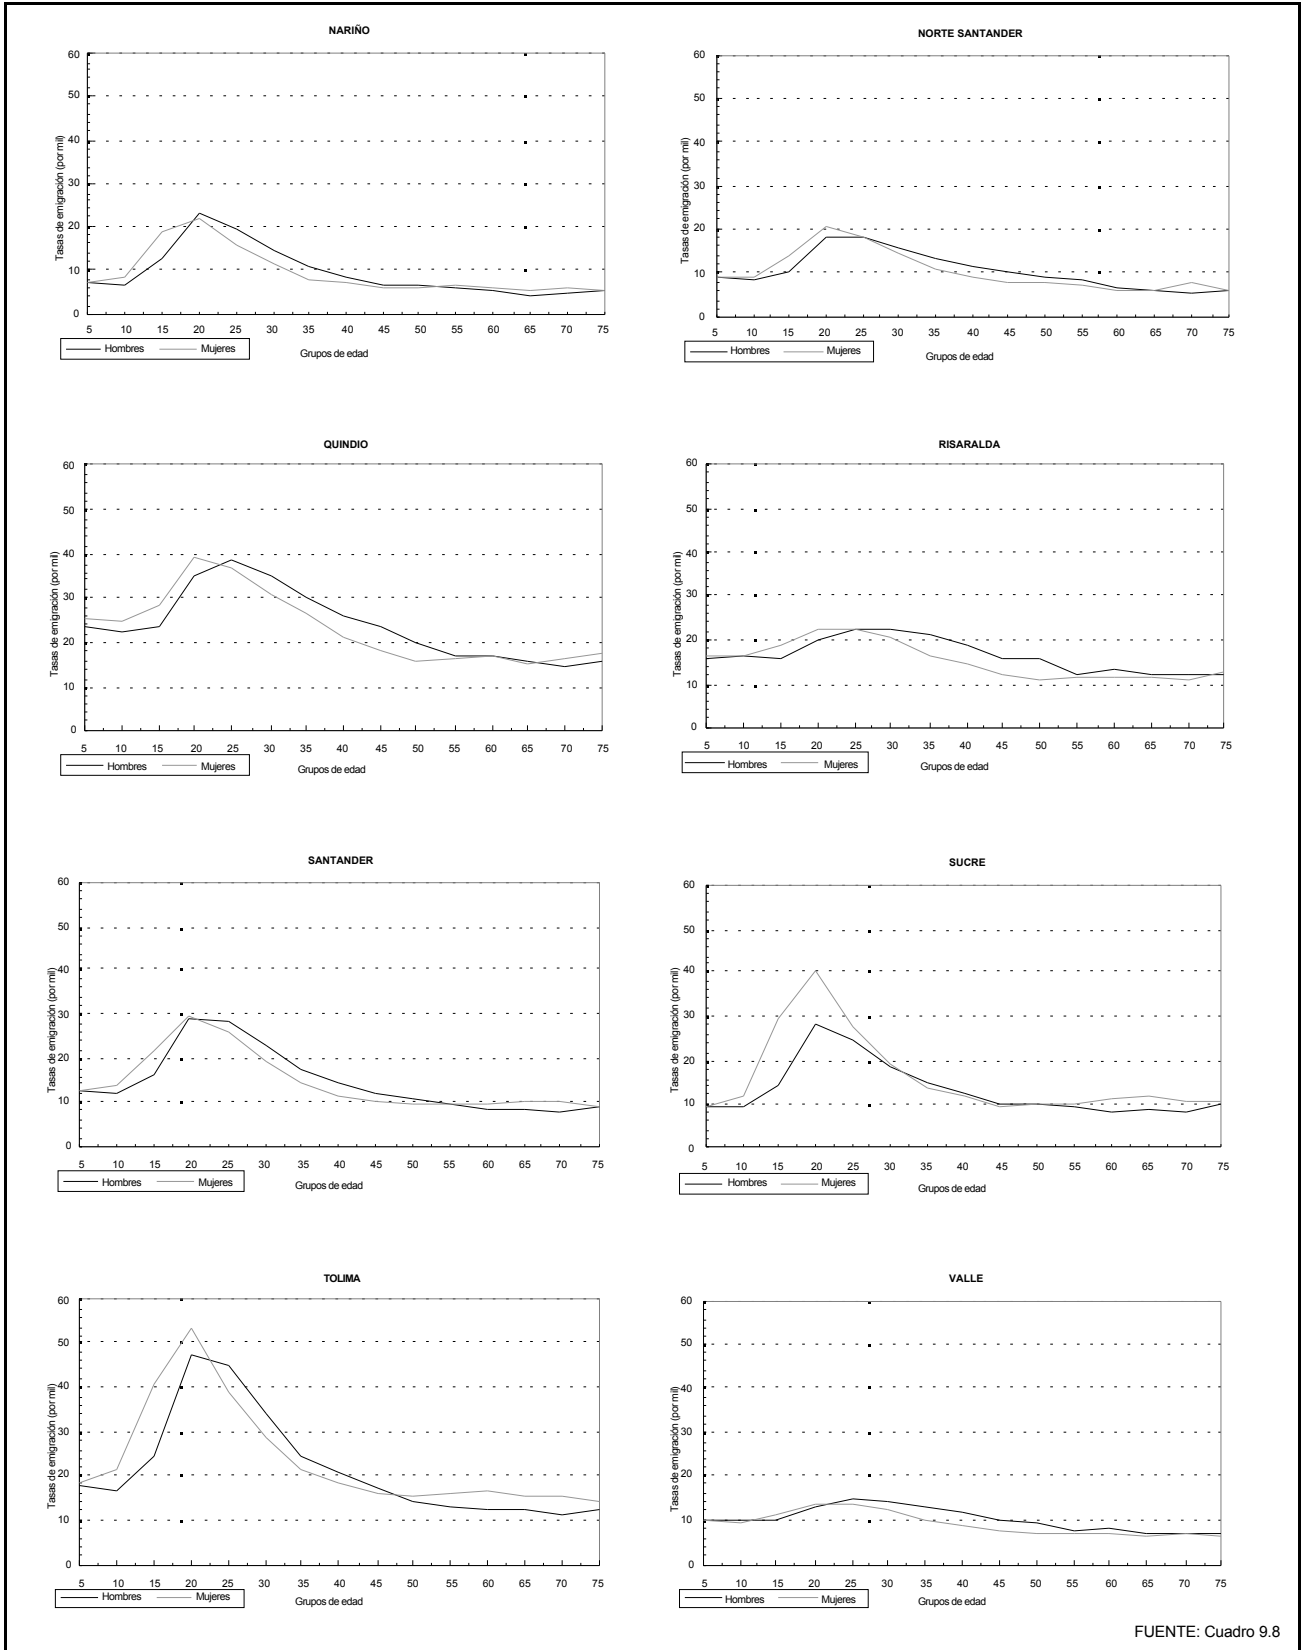 NARIÑO
60
50
40
30
20
10
0
Tasas de emigración (por mil)
5 10 15 20 25 30 35 40 45 50 55 60 65 70 75
Hombres Mujeres
Grupos de edad
NORTE SANTANDER
60
50
40
30
20
10
0
Tasas de emigración (por mil)
5 10 15 20 25 30 35 40 45 50 55 60 65 70 75
Hombres Mujeres
Grupos de edad
QUINDIO
60
50
40
30
20
10
0
Tasas de emigración (por mil)
5 10 15 20 25 30 35 40 45 50 55 60 65 70 75
Hombres Mujeres
Grupos de edad
RISARALDA
60
50
40
30
20
10
0
Tasas de emigración (por mil)
5 10 15 20 25 30 35 40 45 50 55 60 65 70 75
Hombres Mujeres
Grupos de edad
SANTANDER
60
50
40
30
20
10
0
Tasas de emigración (por mil)
5 10 15 20 25 30 35 40 45 50 55 60 65 70 75
Hombres Mujeres
Grupos de edad
SUCRE
60
50
40
30
20
10
0
Tasas de emigración (por mil)
5 10 15 20 25 30 35 40 45 50 55 60 65 70 75
Hombres Mujeres
Grupos de edad
TOLIMA
60
50
40
30
20
10
0
Tasas de emigración (por mil)
5 10 15 20 25 30 35 40 45 50 55 60 65 70 75
Hombres Mujeres
Grupos de edad
VALLE
60
50
40
30
20
10
0
Tasas de emigración (por mil)
5 10 15 20 25 30 35 40 45 50 55 60 65 70 75
Hombres Mujeres
Grupos de edad
FUENTE: Cuadro 9.8